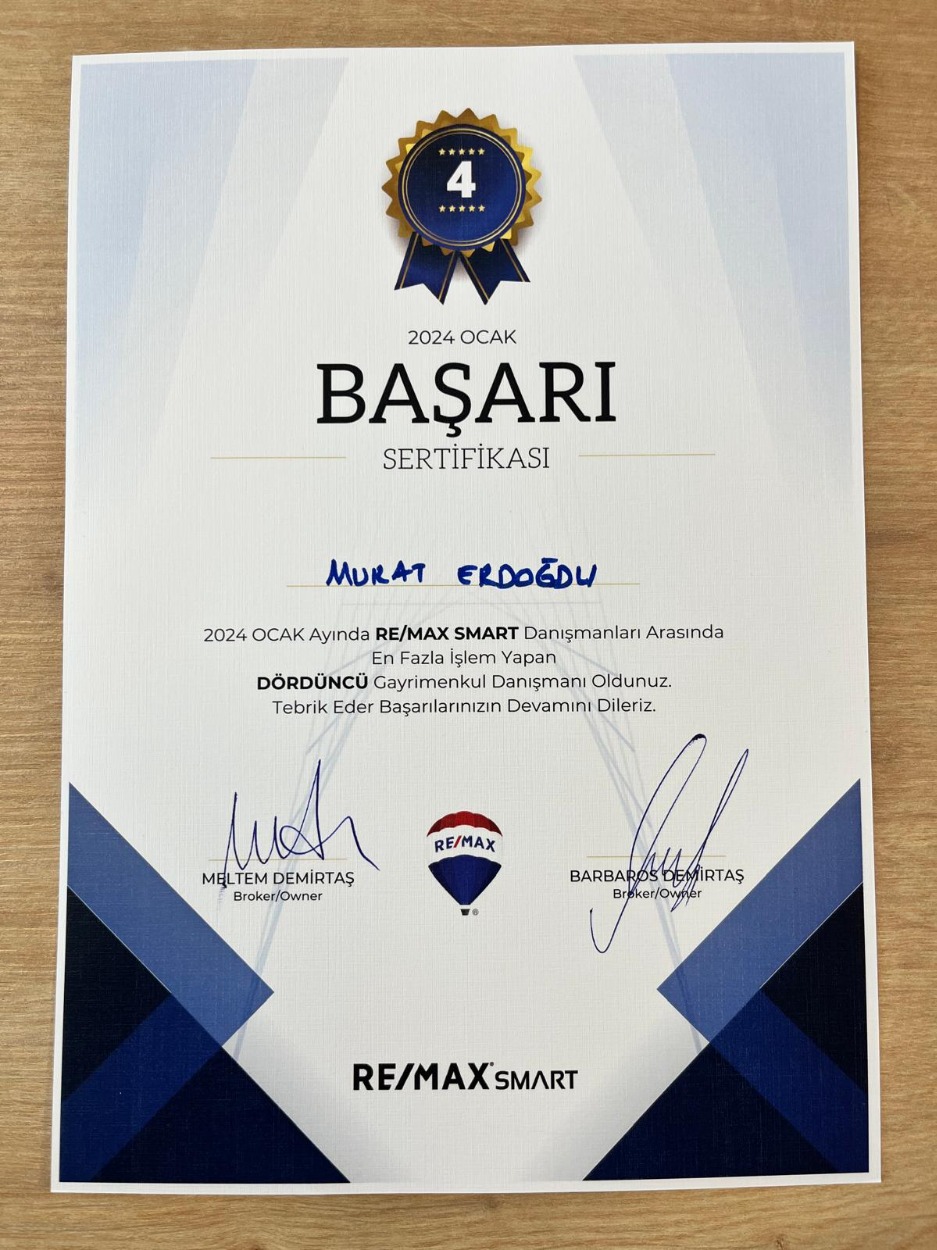 4
2024 OCAK
BAŞARI
SERTİFİKASI
MURAT ERDOĞDU
2024 OCAK Ayında RE/MAX SMART Danışmanları Arasında
En Fazla İşlem Yapan
DÖRDÜNCÜ Gayrimenkul Danışmanı Oldunuz.
Tebrik Eder Başarılarınızın Devamını Dileriz.
MELTEM DEMİRTAŞ
Broker/Owner
RE/MAX
®
BARBAROS DEMİRTAŞ
Broker/Owner
RE/MAX® SMART